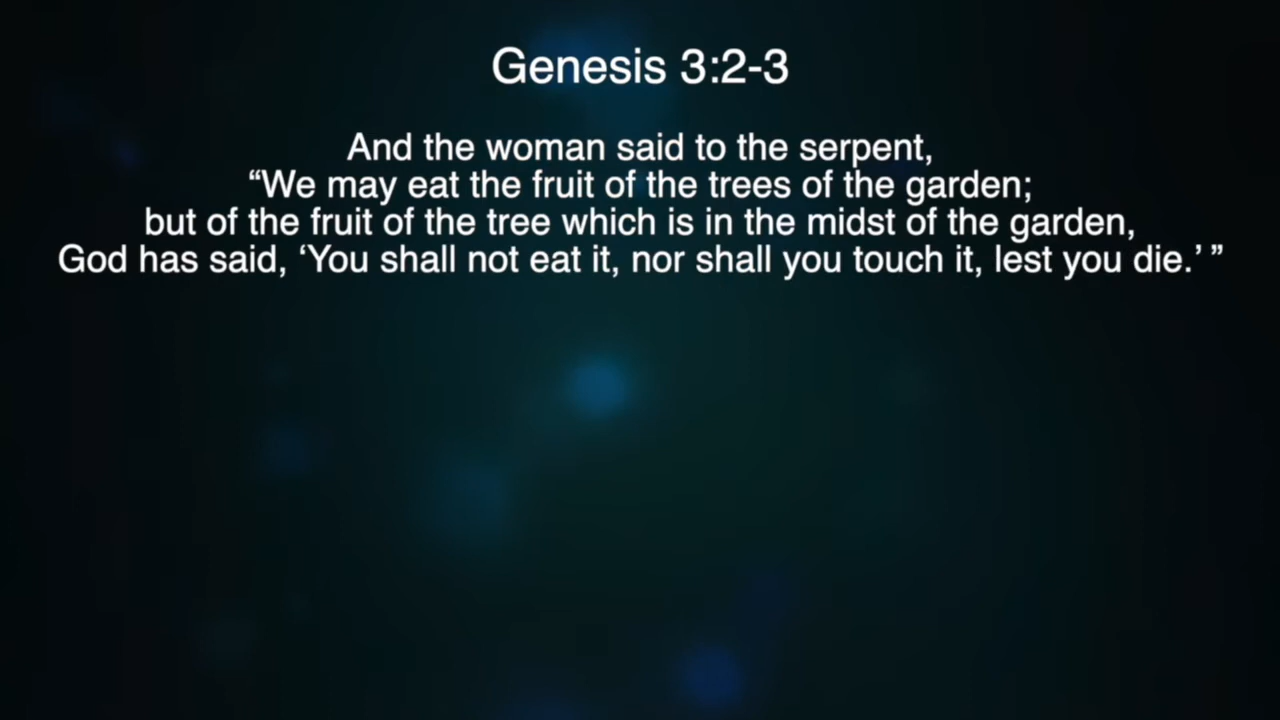 Genesis 3:2-3
And the woman said to the serpent,
“We may eat the fruit of the trees of the garden;
but of the fruit of the tree which is in the midst of the garden,
God has said, ‘You shall not eat it, nor shall you touch it, lest you die.’ ”